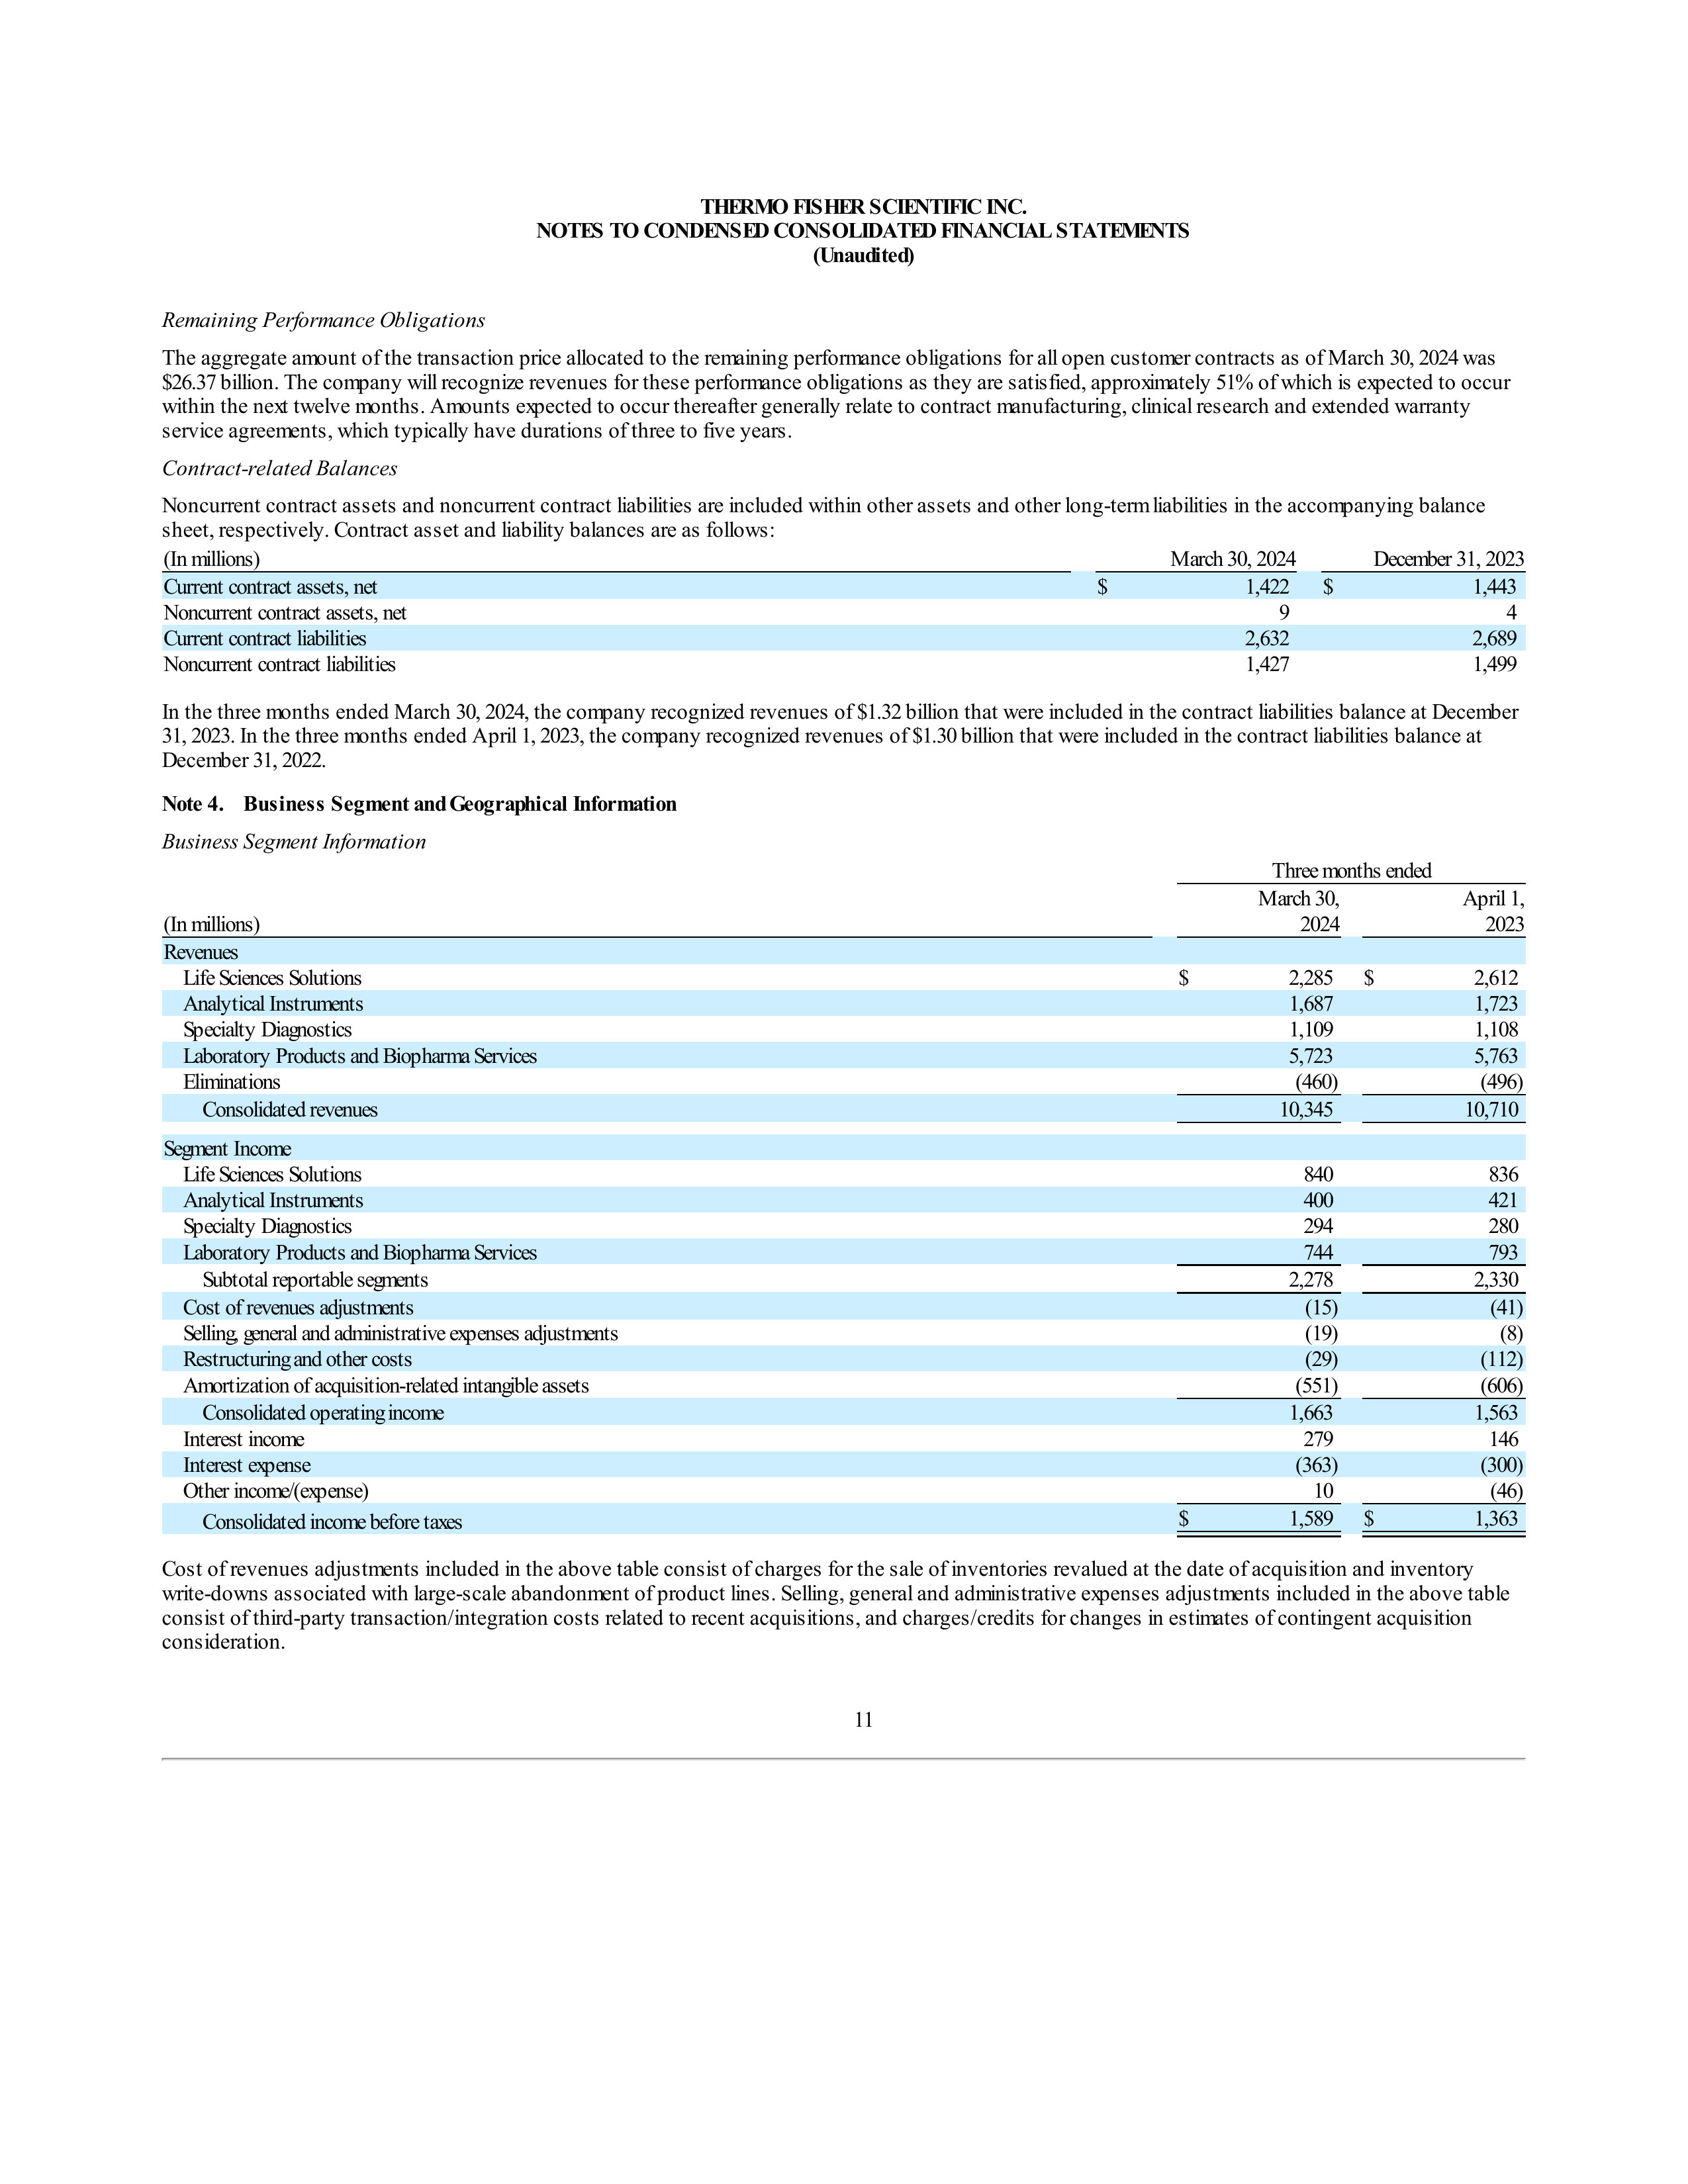 THERMO FISHER SCIENTIFIC INC.
NOTES TO CONDENSED CONSOLIDATED FINANCIAL STATEMENTS
(Unaudited)
Remaining Performance Obligations
The aggregate amount of the transaction price allocated to the remaining performance obligations for all open customer contracts as of March 30, 2024 was
$26.37 billion. The company will recognize revenues for these performance obligations as they are satisfied, approximately 51% of which is expected to occur
within the next twelve months. Amounts expected to occur thereafter generally relate to contract manufacturing, clinical research and extended warranty
service agreements, which typically have durations of three to five years.
Contract-related Balances
Noncurrent contract assets and noncurrent contract liabilities are included within other assets and other long-term liabilities in the accompanying balance
sheet, respectively. Contract asset and liability balances are as follows:
(In millions) March 30, 2024 December 31, 2023
Current contract assets, net $ 1,422 $ 1,443
Noncurrent contract assets, net 9 4
Current contract liabilities 2,632 2,689
Noncurrent contract liabilities 1,427 1,499
In the three months ended March 30, 2024, the company recognized revenues of $1.32 billion that were included in the contract liabilities balance at December
31, 2023. In the three months ended April 1, 2023, the company recognized revenues of $1.30 billion that were included in the contract liabilities balance at
December 31, 2022.
Note 4. Business Segment and Geographical Information
Business Segment Information
Three months ended
March 30, April 1,
(In millions) 2024 2023
Revenues
Life Sciences Solutions $ 2,285 $ 2,612
Analytical Instruments 1,687 1,723
Specialty Diagnostics 1,109 1,108
Laboratory Products and Biopharma Services 5,723 5,763
Eliminations (460) (496)
Consolidated revenues 10,345 10,710
Segment Income
Life Sciences Solutions 840 836
Analytical Instruments 400 421
Specialty Diagnostics 294 280
Laboratory Products and Biopharma Services 744 793
Subtotal reportable segments 2,278 2,330
Cost of revenues adjustments (15) (41)
Selling, general and administrative expenses adjustments (19) (8)
Restructuring and other costs (29) (112)
Amortization of acquisition-related intangible assets (551) (606)
Consolidated operating income 1,663 1,563
Interest income 279 146
Interest expense (363) (300)
Other income/(expense) 10 (46)
Consolidated income before taxes $ 1,589 $ 1,363
Cost of revenues adjustments included in the above table consist of charges for the sale of inventories revalued at the date of acquisition and inventory
write-downs associated with large-scale abandonment of product lines. Selling, general and administrative expenses adjustments included in the above table
consist of third-party transaction/integration costs related to recent acquisitions, and charges/credits for changes in estimates of contingent acquisition
consideration.
11